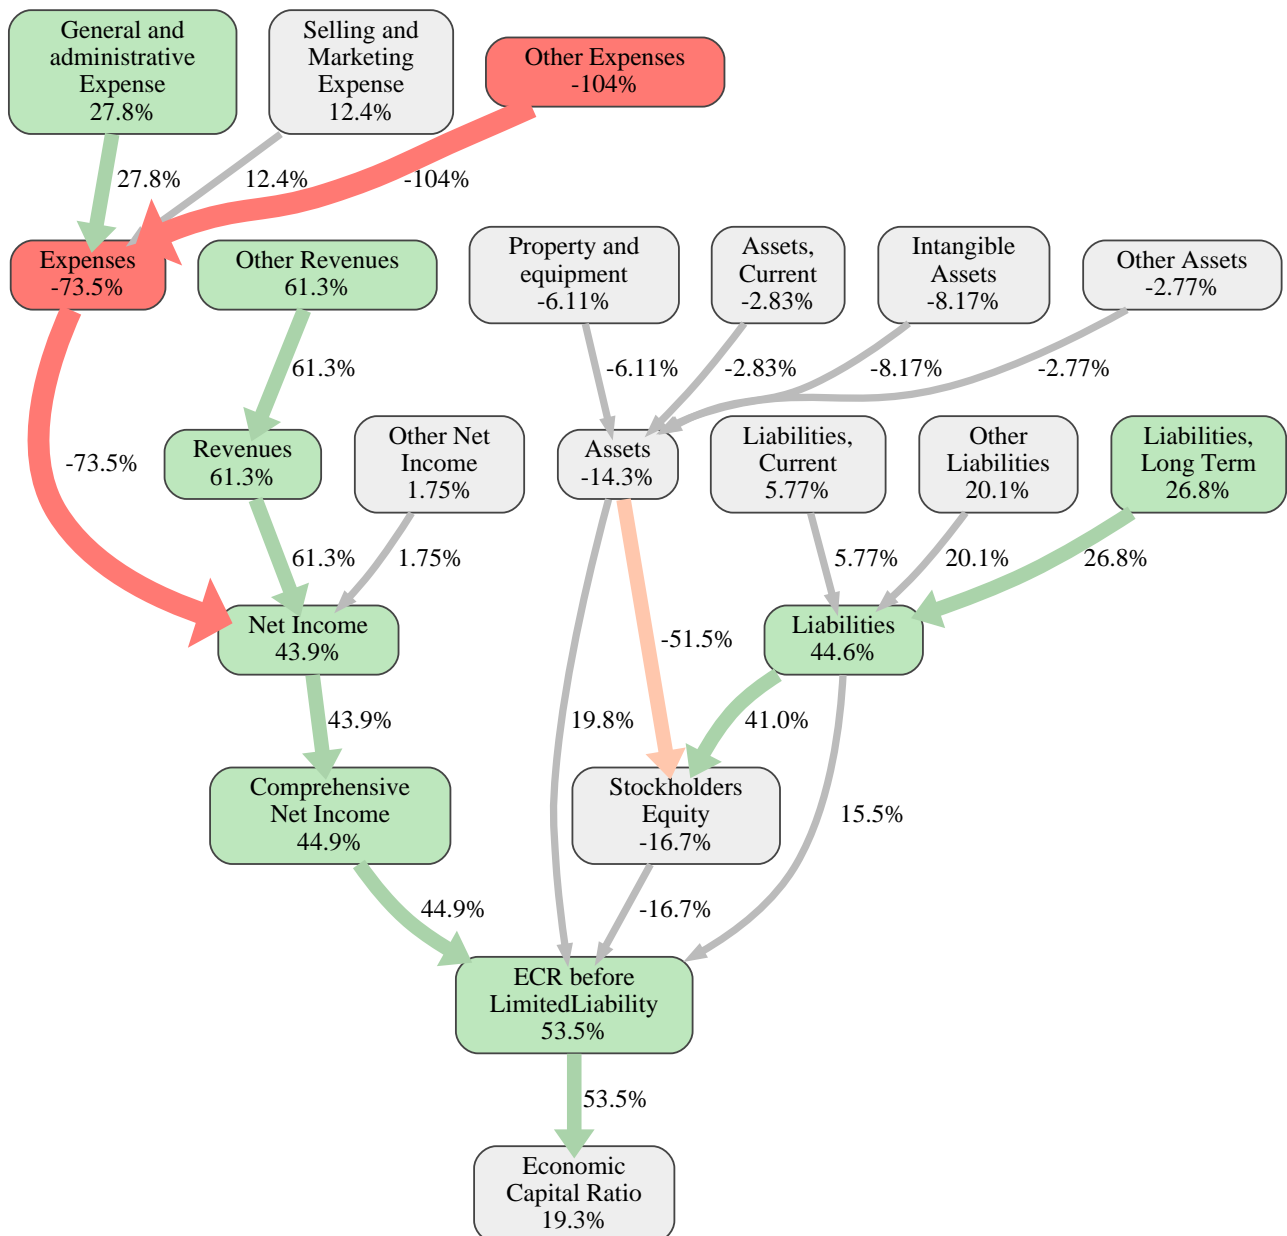 General and
administrative
Expense
27.8%
Selling and
Marketing
Expense
12.4%
Other Expenses
-104%
27.8%
12.4%
-104%
Expenses
-73.5%
Other Revenues
61.3%
Property and
equipment
-6.11%
Assets,
Current
-2.83%
Intangible
Assets
-8.17%
Other Assets
-2.77%
61.3%
-6.11%
-2.83%
-8.17%
-2.77%
-73.5%
Revenues
61.3%
Other Net
Income
1.75%
Assets
-14.3%
Liabilities,
Current
5.77%
Other
Liabilities
20.1%
Liabilities,
Long Term
26.8%
61.3%
1.75%
5.77%
20.1%
26.8%
Net Income
43.9%
-51.5%
Liabilities
44.6%
43.9%
19.8%
41.0%
Comprehensive
Net Income
44.9%
Stockholders
Equity
-16.7%
15.5%
44.9%
-16.7%
ECR before
LimitedLiability
53.5%
53.5%
Economic
Capital Ratio
19.3%